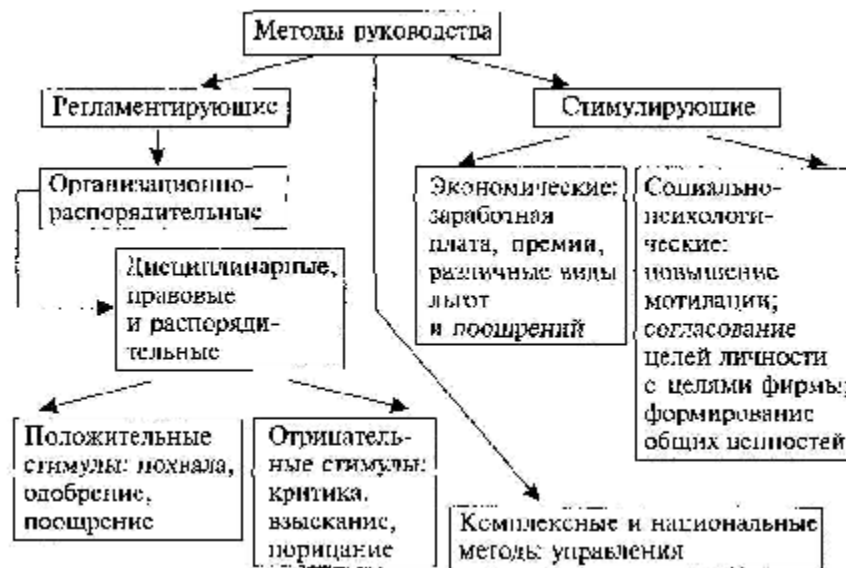 Методы руководства
Регламентирующие
Стимулирующие
Организационно-
распорядительные
Экономические:
заработная
плата, премии,
различные виды
льгот
и поощрений
Социально-
психологи-
ческие:
повышение
мотивации;
согласование
целей личности
с целями фирмы;
формирование
общих ценностей
Дисциплинарные,
правовые
и распоряди-
тельные
Положительные
стимулы: похвала,
одобрение,
поощрение
Отрицатель-
ные стимулы:
критика,
взыскание,
порицание
Комплексные и национальные
методы управления